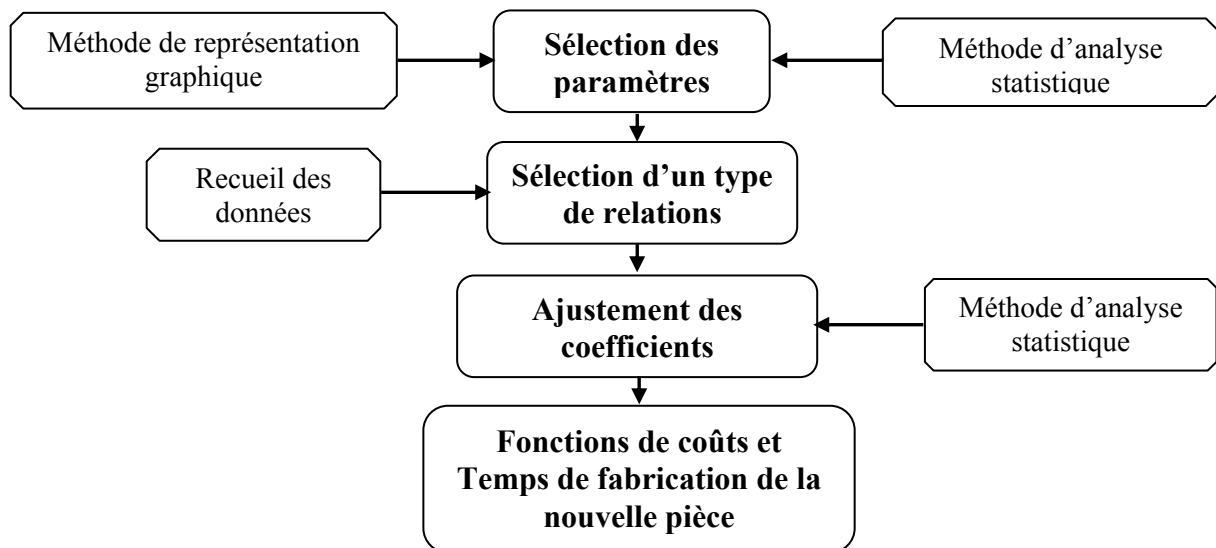 Méthode de représentation
graphique
Sélection des
paramètres
Méthode d’analyse
statistique
Recueil des
données
Sélection d’un type
de relations
Ajustement des
coefficients
Méthode d’analyse
statistique
Fonctions de coûts et
Temps de fabrication de la
nouvelle pièce